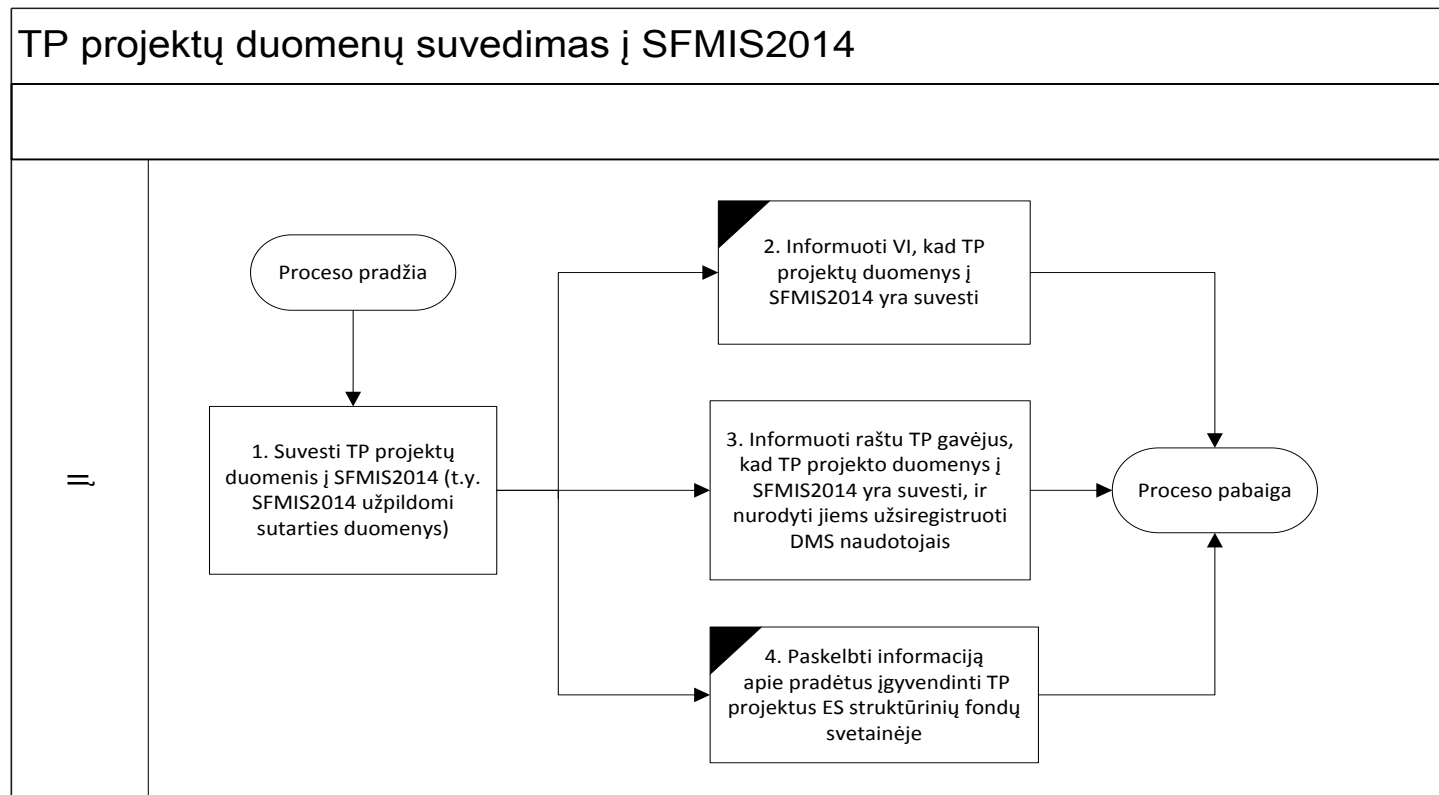 TP projektų duomenų suvedimas į SFMIS2014
ĮI
Proceso pradžia
1. Suvesti TP projektų
duomenis į SFMIS2014 (t.y.
SFMIS2014 užpildomi
sutarties duomenys)
2. Informuoti VI, kad TP
projektų duomenys į
SFMIS2014 yra suvesti
3. Informuoti raštu TP gavėjus,
kad TP projekto duomenys į
SFMIS2014 yra suvesti, ir
nurodyti jiems užsiregistruoti
DMS naudotojais
4. Paskelbti informaciją
apie pradėtus įgyvendinti TP
projektus ES struktūrinių fondų
svetainėje
Proceso pabaiga